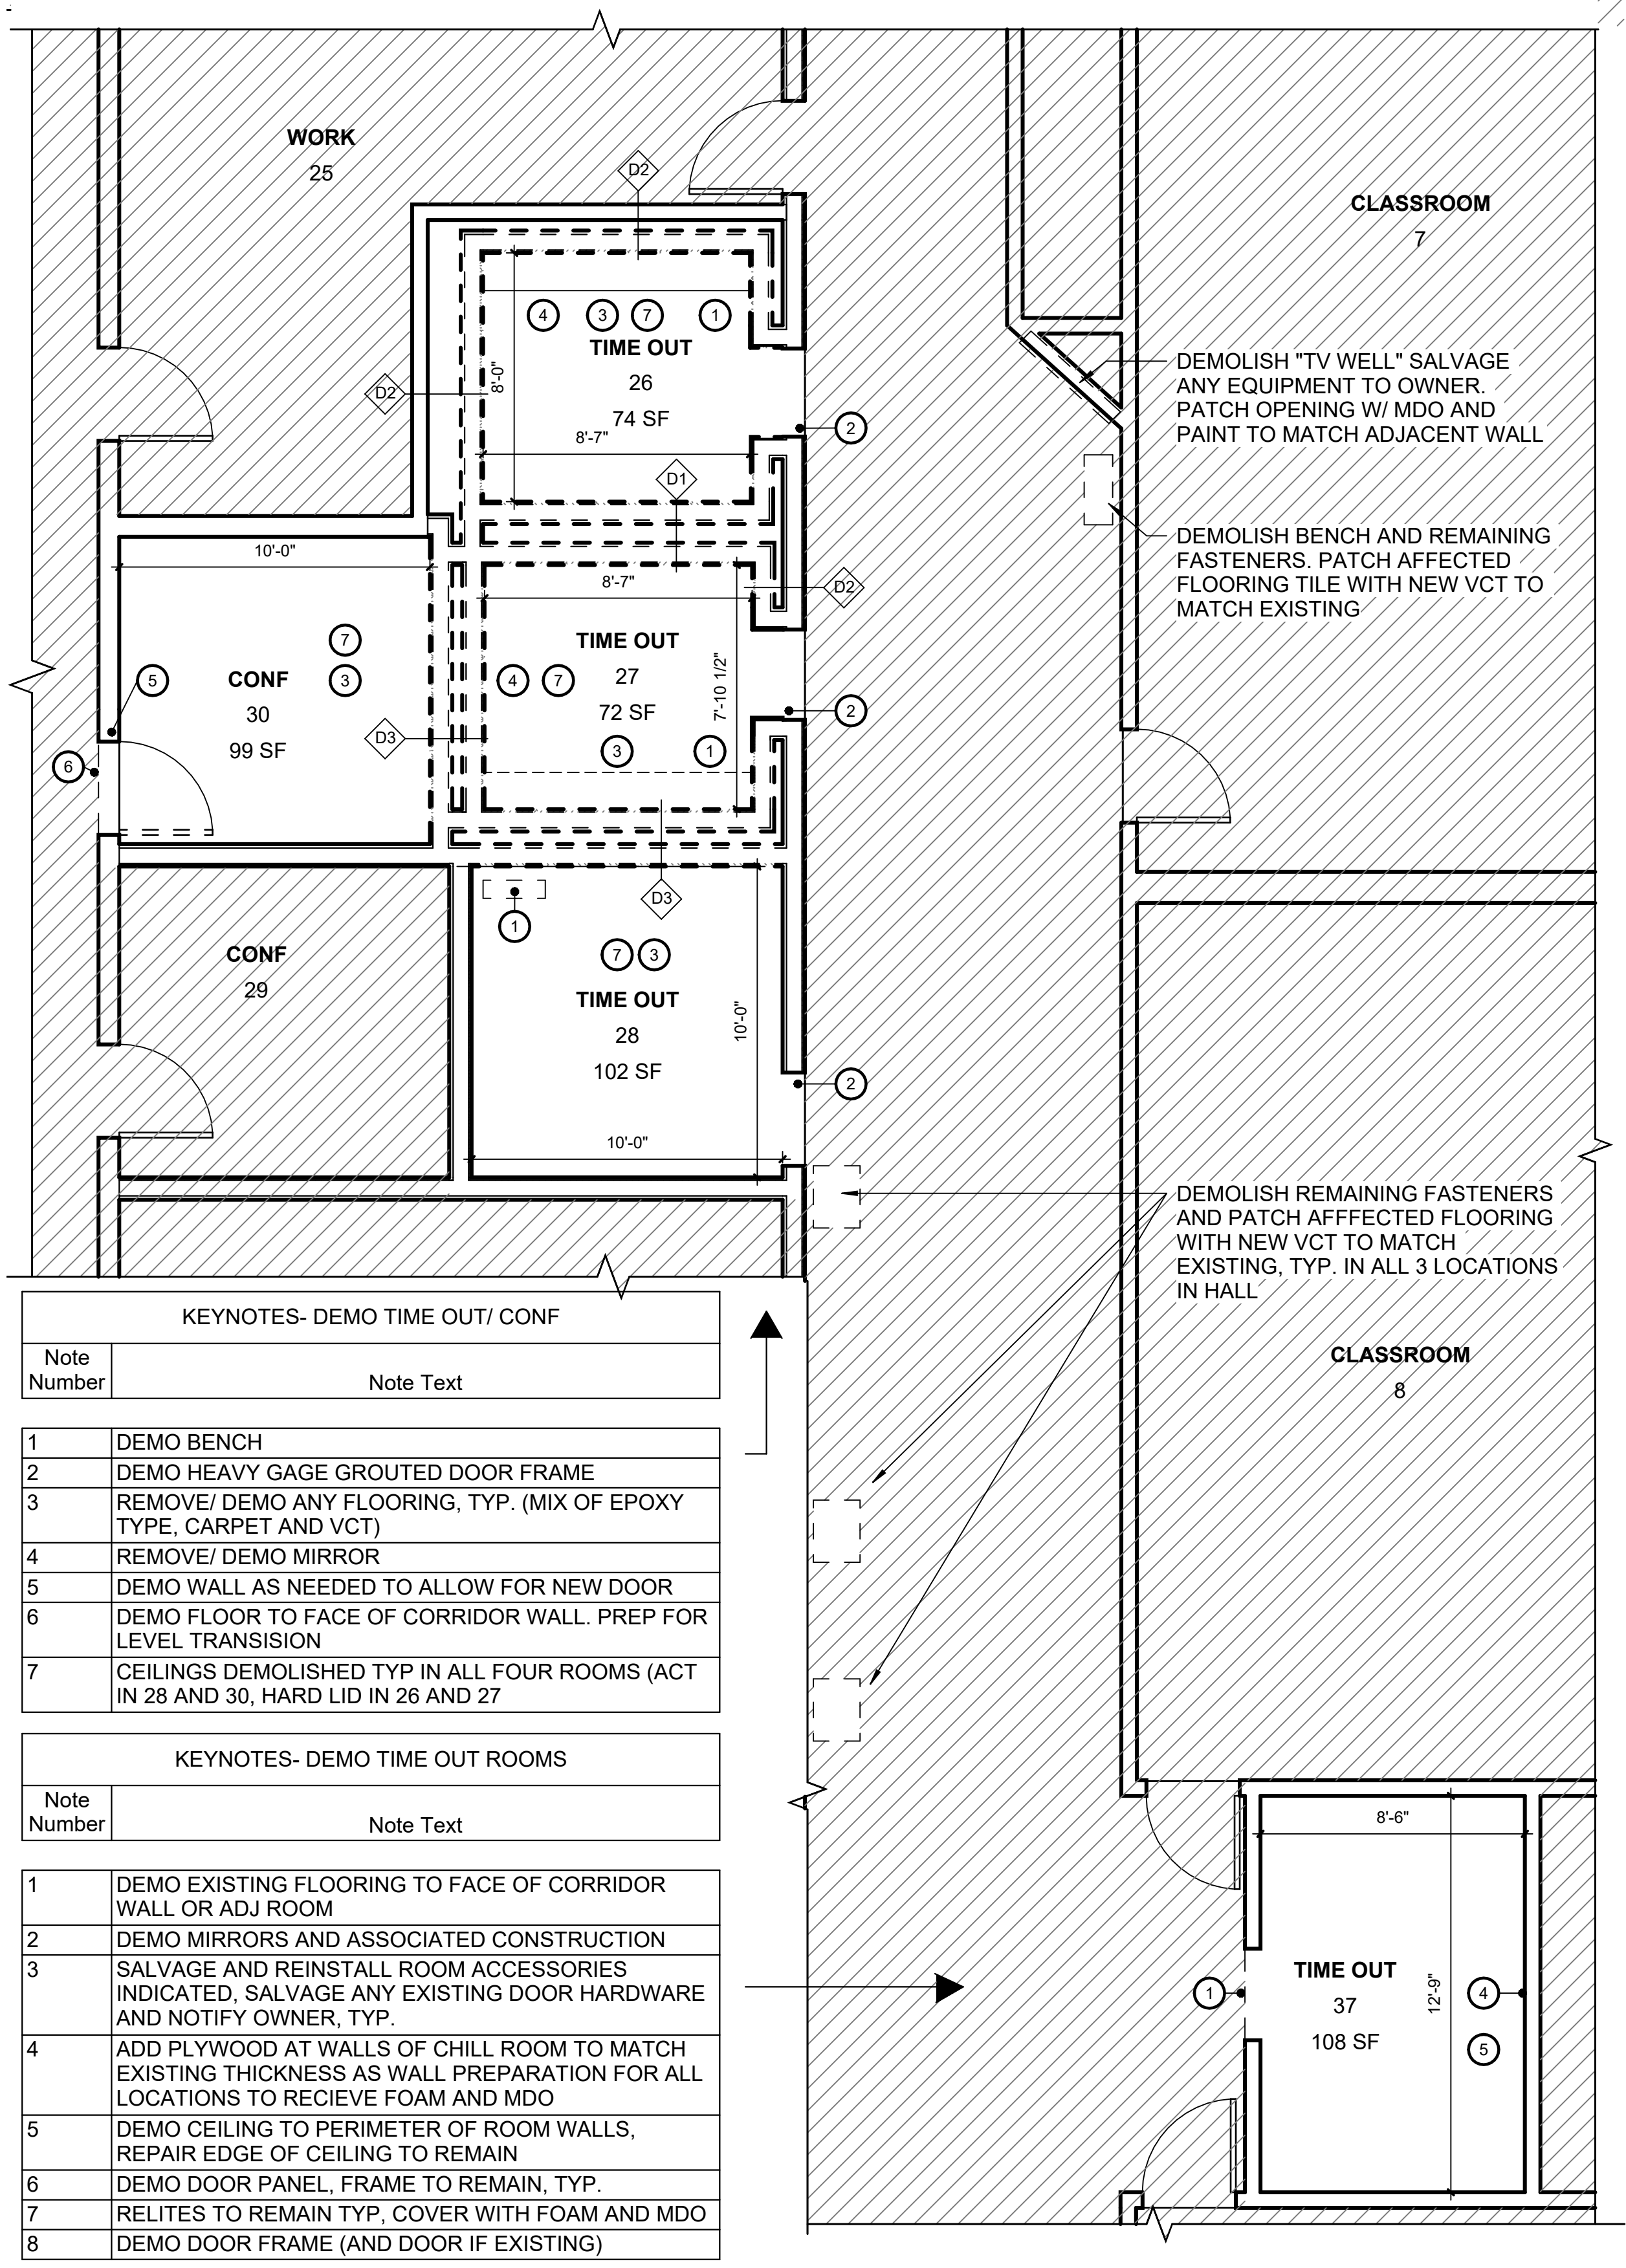 WORK
25
D2
CLASSROOM
7
4
3
7
1
TIME OUT
26
74 SF
8'-0"
8'-7"
D2
2
D1
DEMOLISH "TV WELL" SALVAGE
ANY EQUIPMENT TO OWNER.
PATCH OPENING W/ MDO AND
PAINT TO MATCH ADJACENT WALL
DEMOLISH BENCH AND REMAINING
FASTENERS. PATCH AFFECTED
FLOORING TILE WITH NEW VCT TO
MATCH EXISTING
10'-0"
8'-7"
D2
7
3
5
CONF
30
99 SF
6
D3
TIME OUT
27
72 SF
4
7
7'-10 1/2"
3
1
2
D3
1
CONF
29
7
3
TIME OUT
28
102 SF
10'-0"
10'-0"
2
DEMOLISH REMAINING FASTENERS
AND PATCH AFFFECTED FLOORING
WITH NEW VCT TO MATCH
EXISTING, TYP. IN ALL 3 LOCATIONS
IN HALL
CLASSROOM
8
KEYNOTES- DEMO TIME OUT/ CONF
Note
Number
Note Text
1
DEMO BENCH
2
DEMO HEAVY GAGE GROUTED DOOR FRAME
3
REMOVE/ DEMO ANY FLOORING, TYP. (MIX OF EPOXY
TYPE, CARPET AND VCT)
4
REMOVE/ DEMO MIRROR
5
DEMO WALL AS NEEDED TO ALLOW FOR NEW DOOR
6
DEMO FLOOR TO FACE OF CORRIDOR WALL. PREP FOR
LEVEL TRANSISION
7
CEILINGS DEMOLISHED TYP IN ALL FOUR ROOMS (ACT
IN 28 AND 30, HARD LID IN 26 AND 27
KEYNOTES- DEMO TIME OUT ROOMS
Note
Number
Note Text
1
DEMO EXISTING FLOORING TO FACE OF CORRIDOR
WALL OR ADJ ROOM
2
DEMO MIRRORS AND ASSOCIATED CONSTRUCTION
3
SALVAGE AND REINSTALL ROOM ACCESSORIES
INDICATED, SALVAGE ANY EXISTING DOOR HARDWARE
AND NOTIFY OWNER, TYP.
4
ADD PLYWOOD AT WALLS OF CHILL ROOM TO MATCH
EXISTING THICKNESS AS WALL PREPARATION FOR ALL
LOCATIONS TO RECIEVE FOAM AND MDO
5
DEMO CEILING TO PERIMETER OF ROOM WALLS,
REPAIR EDGE OF CEILING TO REMAIN
6
DEMO DOOR PANEL, FRAME TO REMAIN, TYP.
7
RELITES TO REMAIN TYP, COVER WITH FOAM AND MDO
8
DEMO DOOR FRAME (AND DOOR IF EXISTING)
8'-6"
TIME OUT
37
108 SF
12'-9"
1
4
5